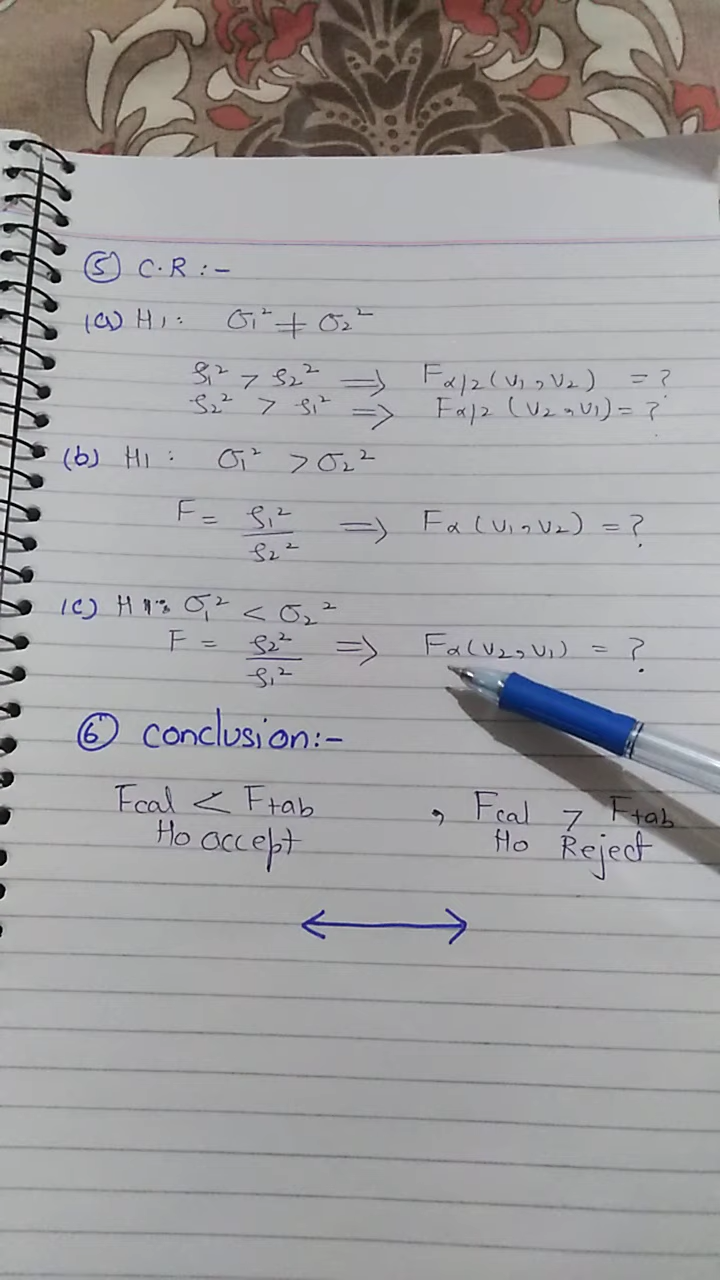 ⑤ C.R :-
(a) H₁ : σ₁² ≠ σ₂²
S₁² > S₂² ⟹ Fα/2 (v₁, v₂) = ?
S₂² > S₁² ⟹ Fα/2 (v₂, v₁) = ?
(b) H₁ : σ₁² > σ₂²
F = S₁²/S₂² ⟹ Fα (v₁, v₂) = ?
(c) H₁ : σ₁² < σ₂²
F = S₂²/S₁² ⟹ Fα (v₂, v₁) = ?
⑥ conclusion:-
Fcal < Ftab , Fcal > Ftab
Ho accept Ho Reject